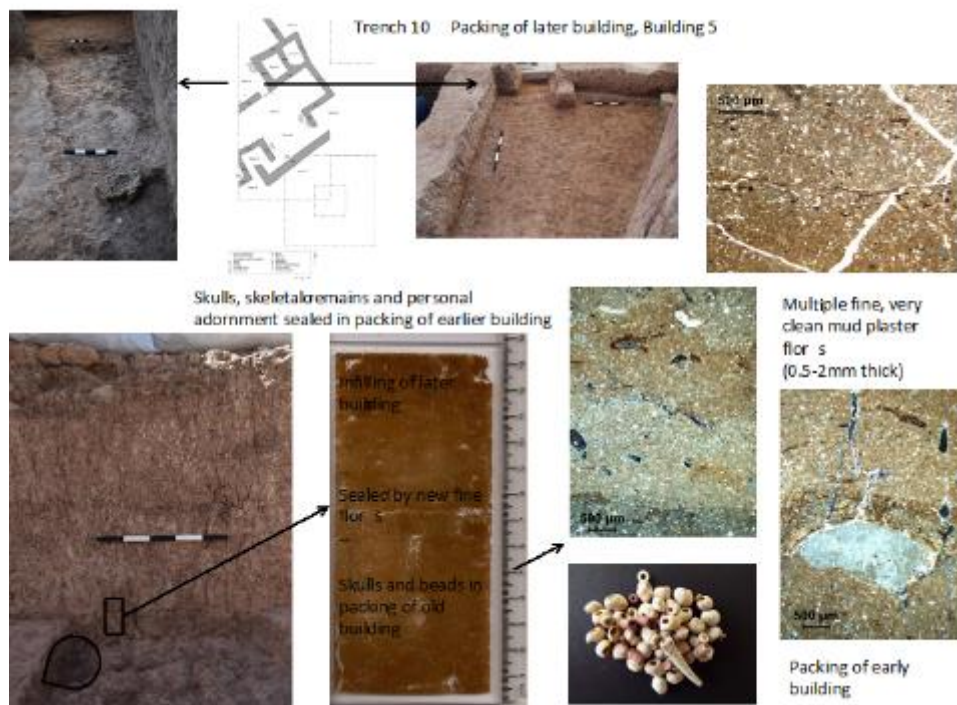 Trench 10 Packing of later building, Building 5
500 µm
Skulls, skeletalxremains and personal
adornment sealed in packing of earlier building
Multiple fine, very
clean mud plaster
flor s
(0.5-2mm thick)
Infilling of later
building
Sealed by new fine
flor s
Skulls and beads in
packing of old
building
500 µm
500 µm
Packing of early
building